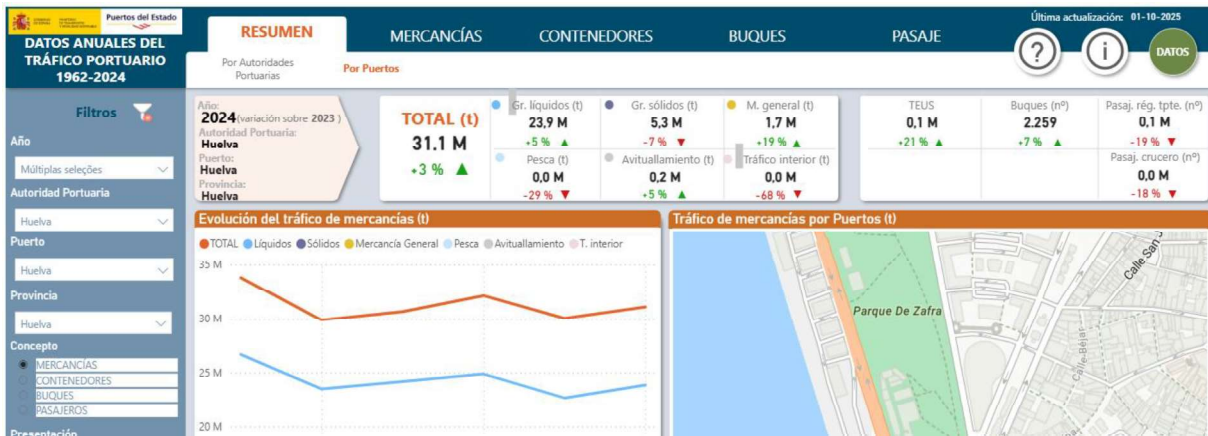 Puertos del Estado
DATOS ANUALES DEL
TRÁFICO PORTUARIO
1962-2024
RESUMEN
MERCANCÍAS
CONTENEDORES
BUQUES
PASAJE
Última actualización: 01-10-2025
?
i
DATOS
Por Autoridades
Portuarias
Por Puertos
Filtros
Año
Múltiplas seleções
Autoridad Portuaria
Huelva
Puerto
Huelva
Provincia
Huelva
Concepto
MERCANCÍAS
CONTENEDORES
BUQUES
PASAJEROS
Presentación
Año:
2024 (variación sobre 2023 )
Autoridad Portuaria:
Huelva
Puerto:
Huelva
Provincia:
Huelva
TOTAL (t)
31.1 M
+3 % ▲
Gr. líquidos (t)
23,9 M
+5 % ▲
Gr. sólidos (t)
5,3 M
-7 % ▼
M. general (t)
1,7 M
+19 % ▲
Pesca (t)
0,0 M
-29 % ▼
Avituallamiento (t)
0,2 M
+5 % ▲
Tráfico interior (t)
0,0 M
-68 % ▼
TEUS
0,1 M
+21 % ▲
Buques (nº)
2.259
+7 % ▲
Pasaj. rég. tpte. (nº)
0,1 M
-19 % ▼
Pasaj. crucero (nº)
0,0 M
-18 % ▼
Evolución del tráfico de mercancías (t)
TOTAL Líquidos Sólidos Mercancía General Pesca Avituallamiento T. interior
35 M
30 M
25 M
20 M
Tráfico de mercancías por Puertos (t)
Parque De Zafra
Calle San J
Calle-Béjar